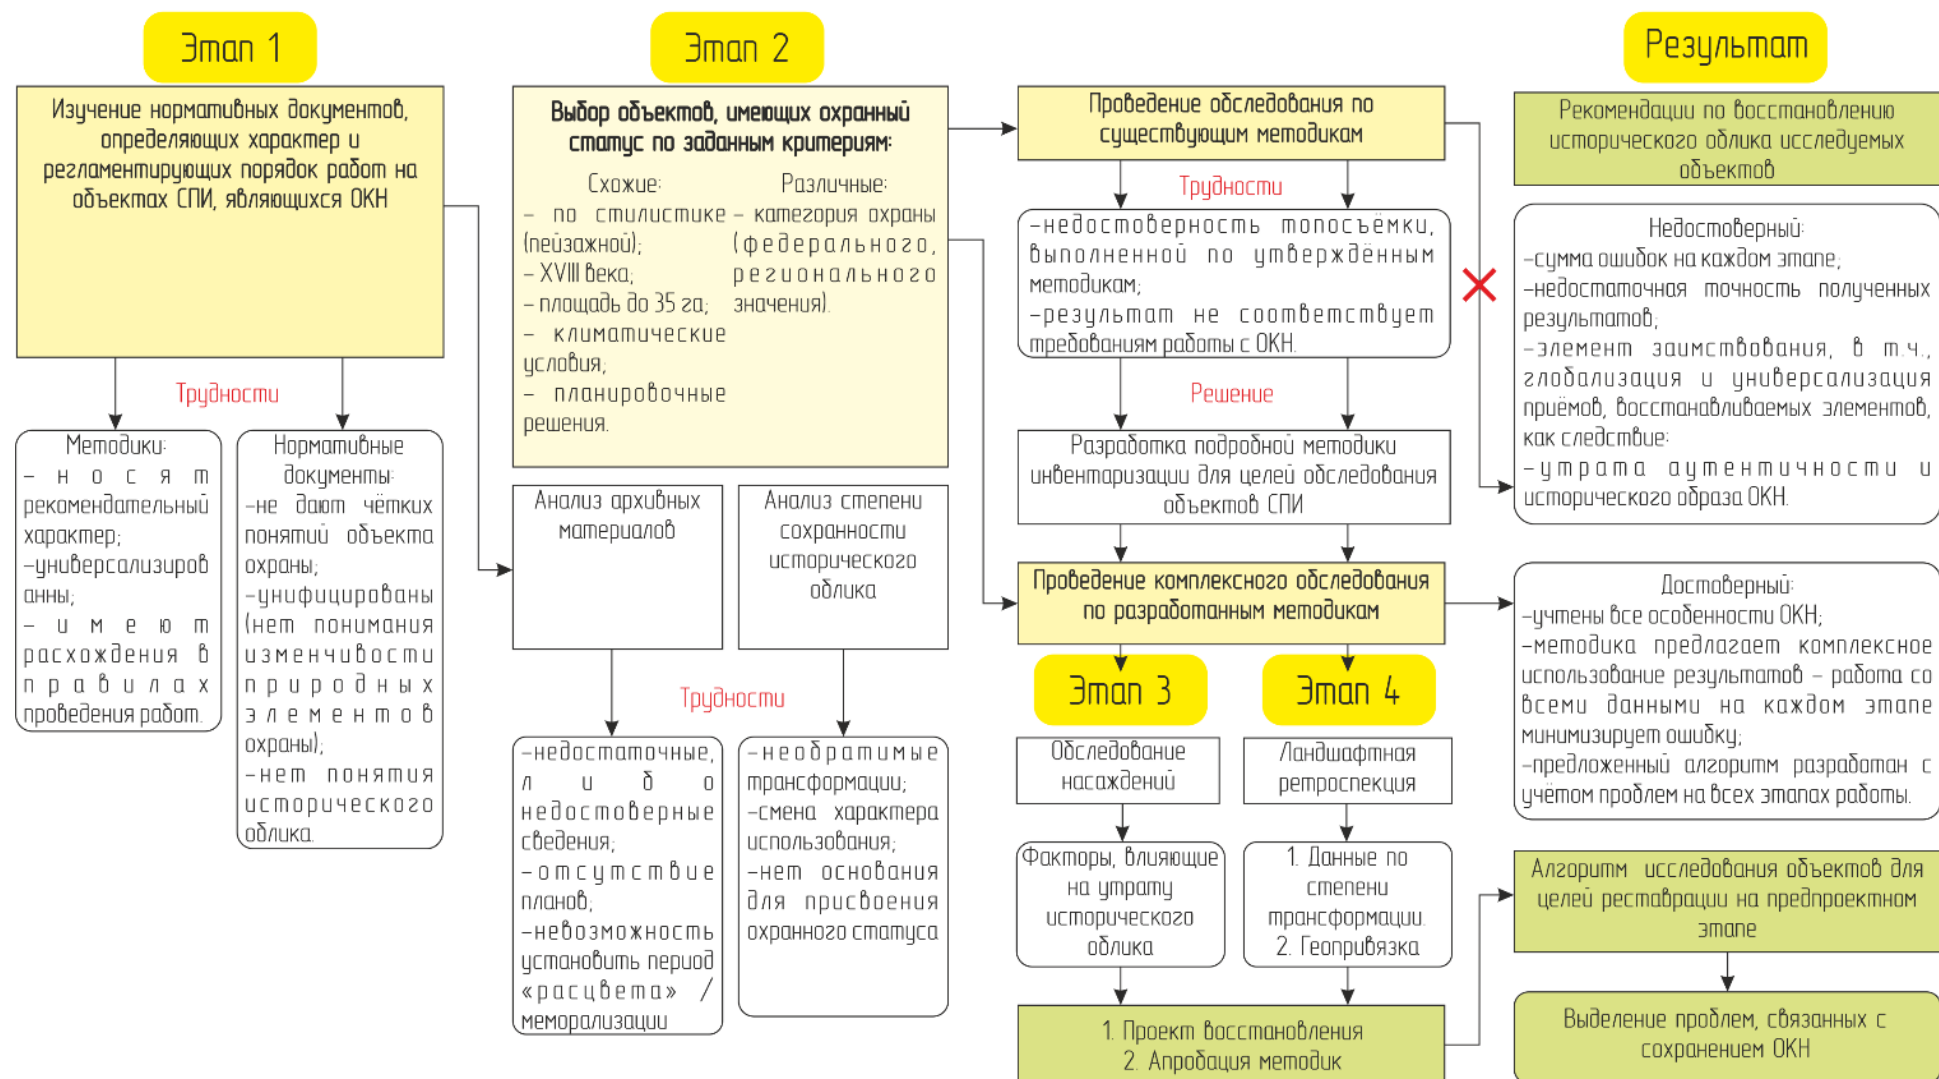 Этап 1
Изучение нормативных документов,
определяющих характер и
регламентирующих порядок работ на
объектах СПИ, являющихся ОКН
Трудности
Методики:
– носят
рекомендательный
характер;
–универсализиров
анны;
– имеют
расхождения в
правилах
проведения работ.
Нормативные
документы:
–не дают чётких
понятий объекта
охраны;
–унифицированы
(нет понимания
изменчивости
природных
элементов
охраны);
–нет понятия
исторического
облика.
Этап 2
Выбор объектов, имеющих охранный
статус по заданным критериям:
Схожие:
– по стилистике
(пейзажной);
– XVIII века;
– площадь до 35 га;
– климатические
условия;
– планировочные
решения.
Различные:
– категория охраны
(федерального,
регионального
значения).
Анализ архивных
материалов
Анализ степени
сохранности
исторического
облика
Трудности
–недостаточные,
либо
недостоверные
сведения;
–отсутствие
планов;
–невозможность
установить период
«расцвета» /
меморализации
–необратимые
трансформации;
–смена характера
использования;
–нет основания
для присвоения
охранного статуса
Проведение обследования по
существующим методикам
Трудности
–недостоверность топосъёмки,
выполненной по утверждённым
методикам;
–результат не соответствует
требованиям работы с ОКН.
Решение
Разработка подробной методики
инвентаризации для целей обследования
объектов СПИ
Проведение комплексного обследования
по разработанным методикам
Этап 3
Обследование
насаждений
Факторы, влияющие
на утрату
исторического
облика
Этап 4
Ландшафтная
ретроспекция
1. Данные по
степени
трансформации.
2. Геопривязка
1. Проект восстановления
2. Апробация методик
Результат
Рекомендации по восстановлению
исторического облика исследуемых
объектов
Недостоверный:
–сумма ошибок на каждом этапе;
–недостаточная точность полученных
результатов;
–элемент заимствования, в т.ч.,
глобализация и универсализация
приёмов, восстанавливаемых элементов,
как следствие:
–утрата аутентичности и
исторического образа ОКН.
Достоверный:
–учтены все особенности ОКН;
–методика предлагает комплексное
использование результатов – работа со
всеми данными на каждом этапе
минимизирует ошибку;
–предложенный алгоритм разработан с
учётом проблем на всех этапах работы.
Алгоритм исследования объектов для
целей реставрации на предпроектном
этапе
Выделение проблем, связанных с
сохранением ОКН